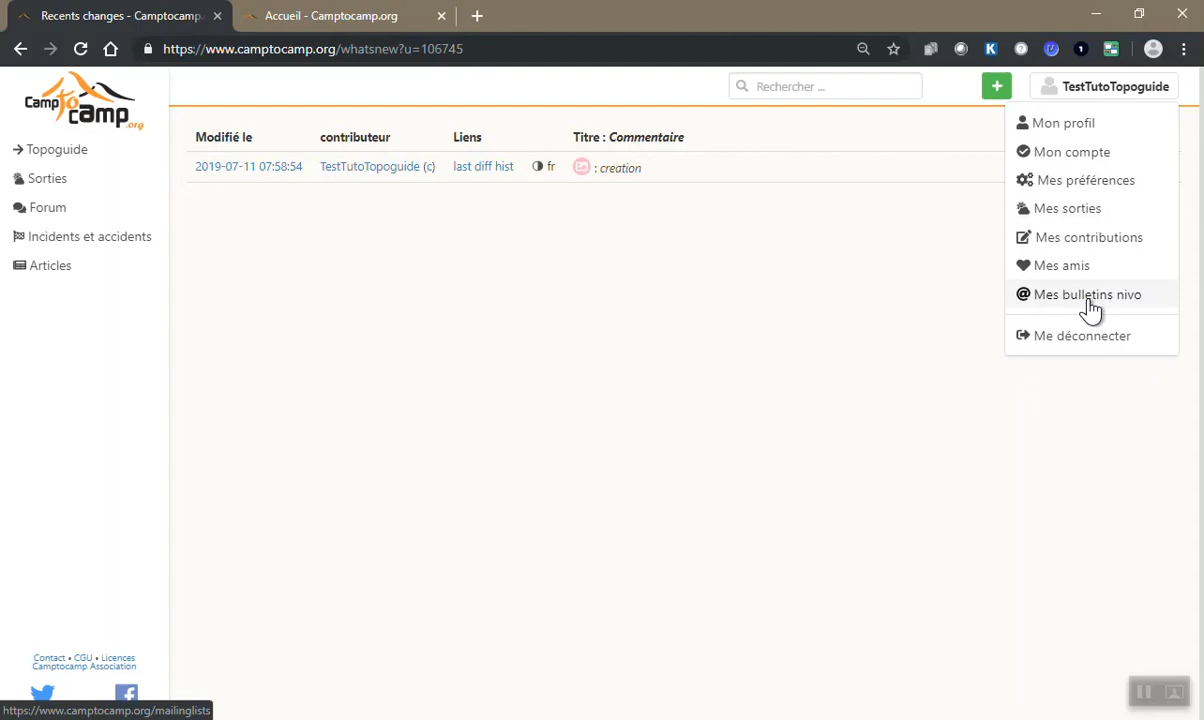 Recents changes - Camptocamp.
Accueil - Camptocamp.org
https://www.camptocamp.org/whatsnew?u=106745
Camptocamp.org
Rechercher ...
+
TestTutoTopoguide
Topoguide
Sorties
Forum
Incidents et accidents
Articles
Modifié le contributeur Liens Titre : Commentaire
2019-07-11 07:58:54 TestTutoTopoguide (c) last diff hist fr : creation
Mon profil
Mon compte
Mes préférences
Mes sorties
Mes contributions
Mes amis
Mes bulletins nivo
Me déconnecter
Contact • CGU • Licences
Camptocamp Association
https://www.camptocamp.org/mailinglists